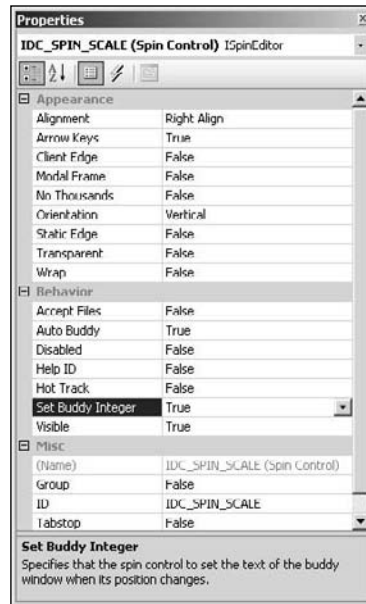 Properties
IDC_SPIN_SCALE (Spin Control) ISpinEditor
Appearance
Alignment Right Align
Arrow Keys True
Client Edge False
Modal Frame False
No Thousands False
Orientation Vertical
Static Edge False
Transparent False
Wrap False
Behavior
Accept Files False
Auto Buddy True
Disabled False
Help ID False
Hot Track False
Set Buddy Integer True
Visible True
Misc
(Name) IDC_SPIN_SCALE (Spin Control)
Group False
ID IDC_SPIN_SCALE
Tabstop False
Set Buddy Integer
Specifies that the spin control to set the text of the buddy
window when its position changes.